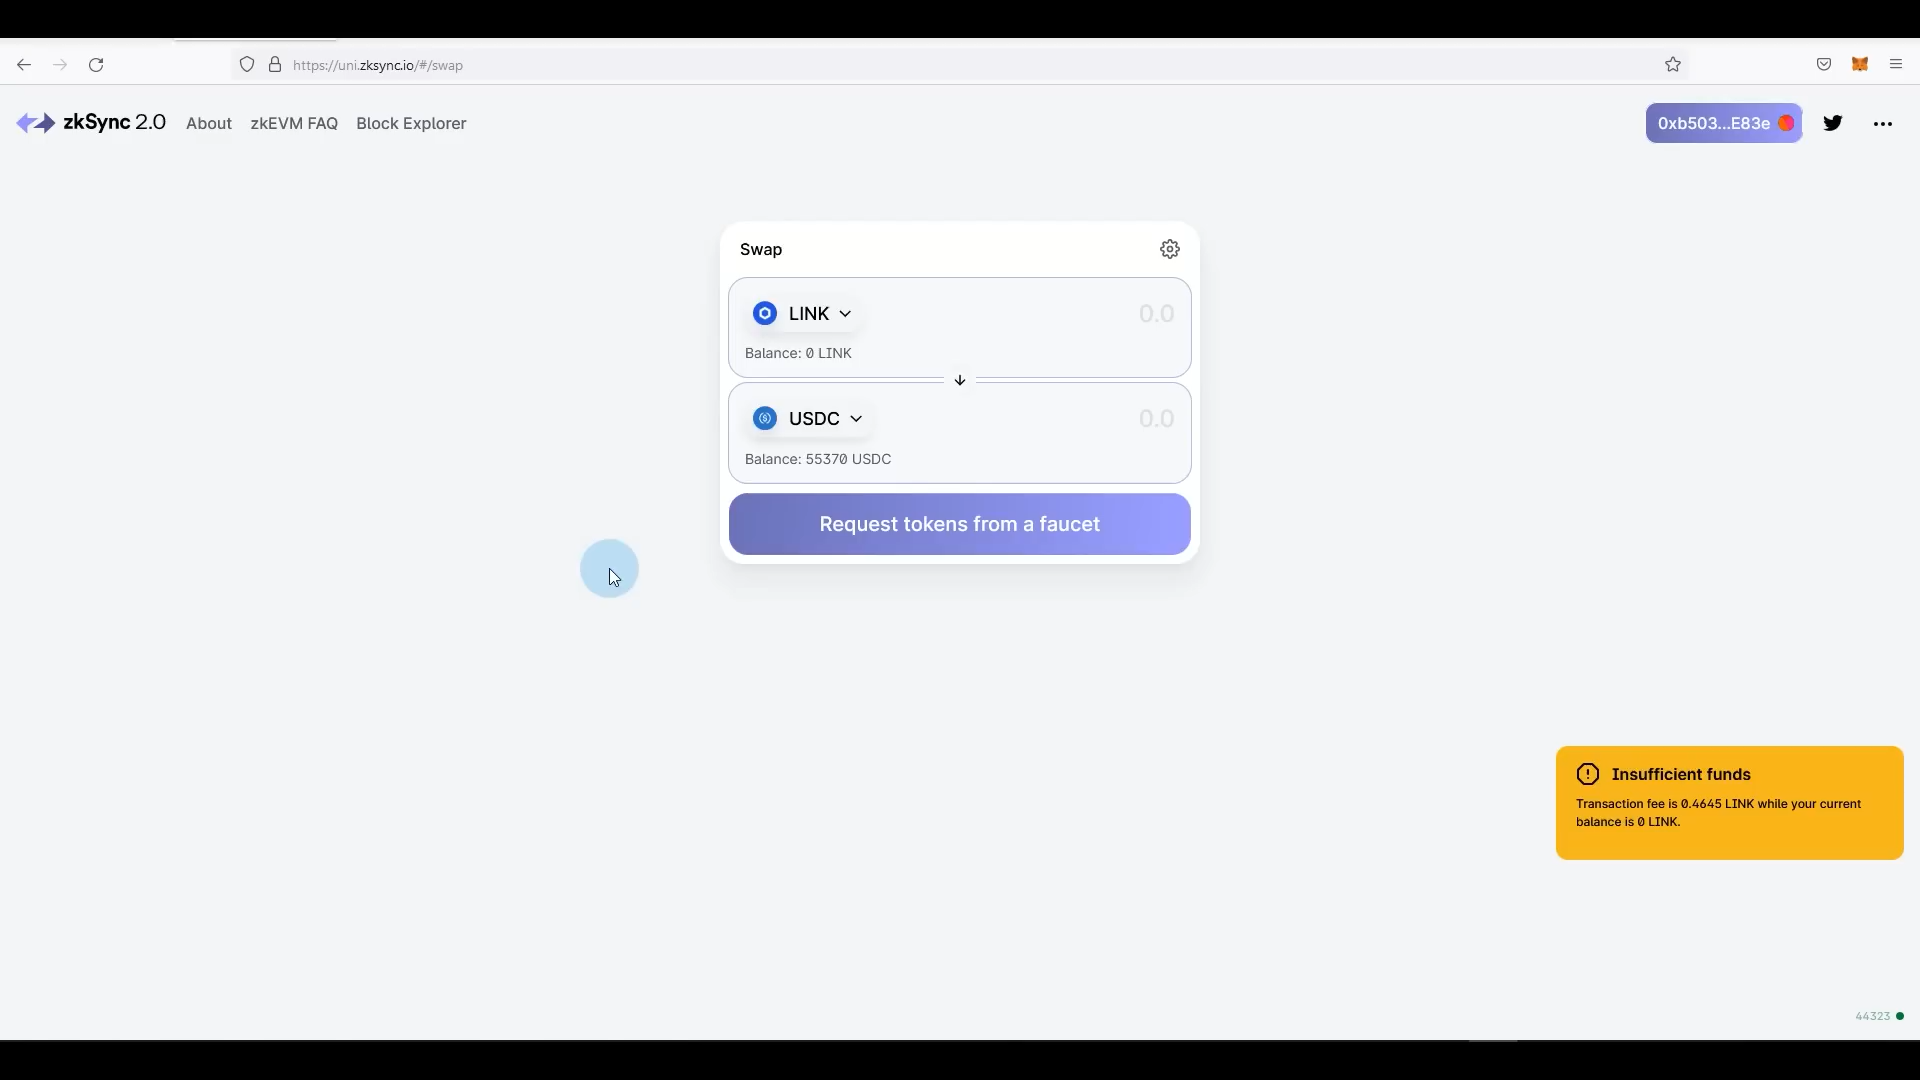 https://uni.zksync.io/#/swap
zkSync 2.0 About zkEVM FAQ Block Explorer
0xb503...E83e
Swap
LINK 0.0
Balance: 0 LINK
USDC 0.0
Balance: 55370 USDC
Request tokens from a faucet
Insufficient funds
Transaction fee is 0.4645 LINK while your current
balance is 0 LINK.
44323